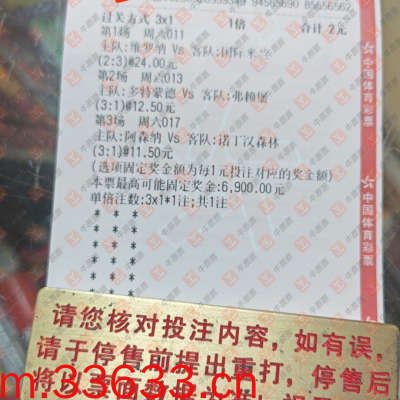 过关方式 3x1 1倍 合计 2元
第1场 周六011
主队:维罗纳 Vs 客队:国际米兰
(2:3)@24.00元
第2场 周六013
主队:多特蒙德 Vs 客队:弗赖堡
(3:1)@12.50元
第3场 周六017
主队:阿森纳 Vs 客队:诺丁汉森林
(3:1)@11.50元
(选项固定奖金额为每1元投注对应的奖金额)
本票最高可能固定奖金:6,900.00元
单倍注数:3x1*1注;共1注
中国体育彩票
中国体育彩票
请您核对投注内容,如有误,
请于停售前提出重打,停售后
m.33633.cn